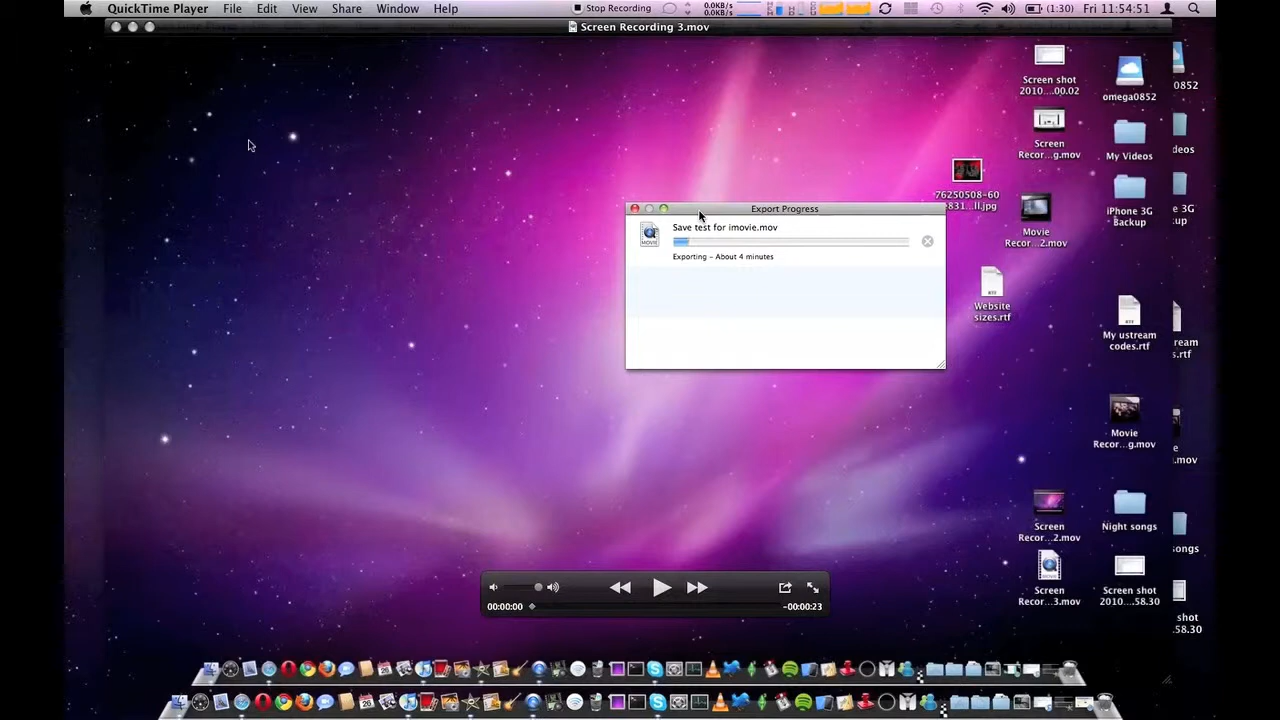 QuickTime Player File Edit View Share Window Help
Stop Recording
0.0KB/s
0.0KB/s
(1:30) Fri 11:54:51
Screen Recording 3.mov
Screen shot
2010....00.02
omega0852
0852
Screen
Recor...g.mov
My Videos
deos
76250508-60
831...ll.jpg
Movie
Recor...2.mov
iPhone 3G
Backup
e 3G
kup
Export Progress
Save test for imovie.mov
Exporting – About 4 minutes
MOVIE
Website
sizes.rtf
RTF
My ustream
codes.rtf
RTF
ream
s.rtf
Movie
Recor...g.mov
e
.mov
Screen
Recor...2.mov
Night songs
songs
Screen
Recor...3.mov
Screen shot
2010....58.30
shot
58.30
00:00:00
-00:00:23